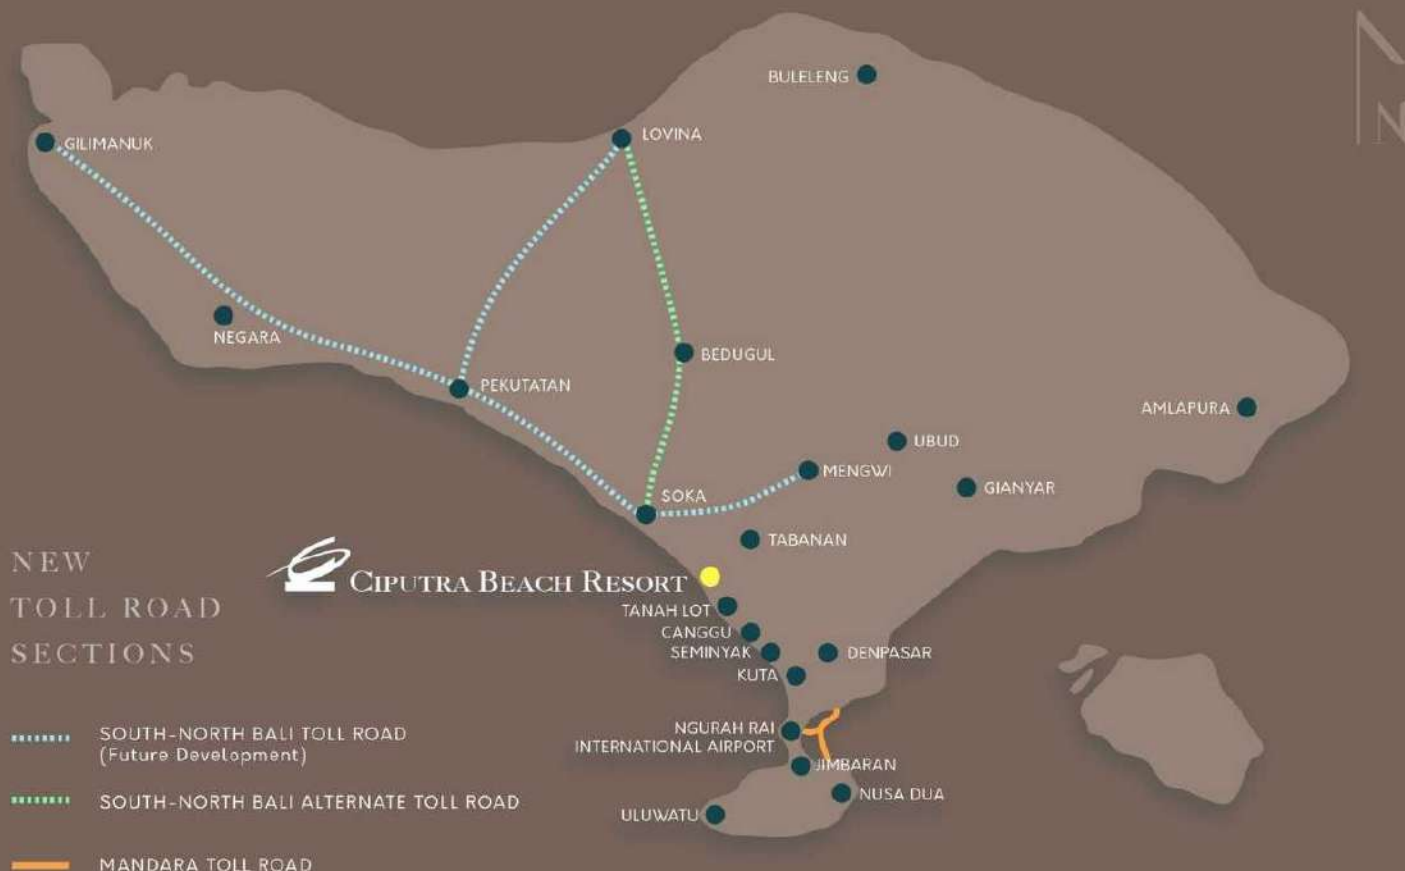 BULELENG
N
LOVINA
GILIMANUK
NEGARA
BEDUGUL
PEKUTATAN
AMLAPURA
UBUD
MENGWI
GIANYAR
SOKA
TABANAN
NEW
TOLL ROAD
SECTIONS
CIPUTRA BEACH RESORT
TANAH LOT
CANGGU
SEMINYAK
DENPASAR
KUTA
NGURAH RAI
INTERNATIONAL AIRPORT
JIMBARAN
NUSA DUA
ULUWATU
SOUTH-NORTH BALI TOLL ROAD
(Future Development)
SOUTH-NORTH BALI ALTERNATE TOLL ROAD
MANDARA TOLL ROAD